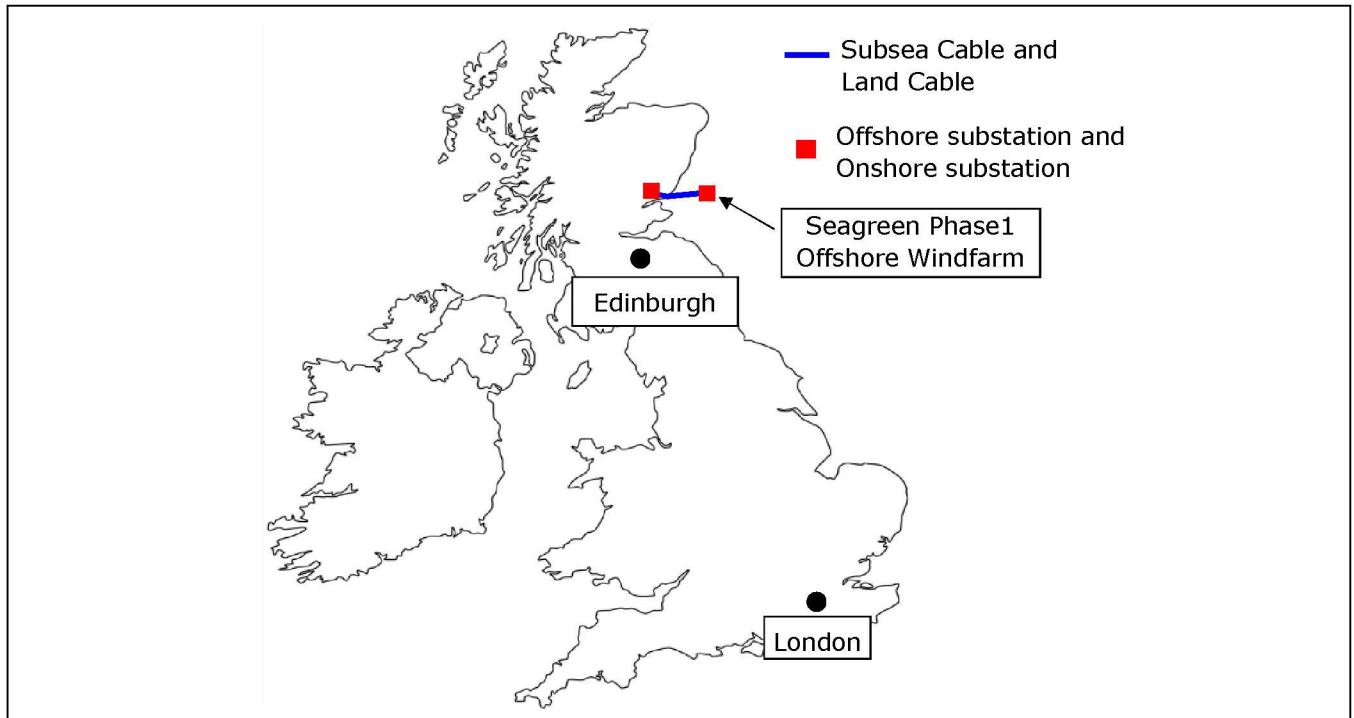 Subsea Cable and
Land Cable
Offshore substation and
Onshore substation
Seagreen Phase1
Offshore Windfarm
Edinburgh
London